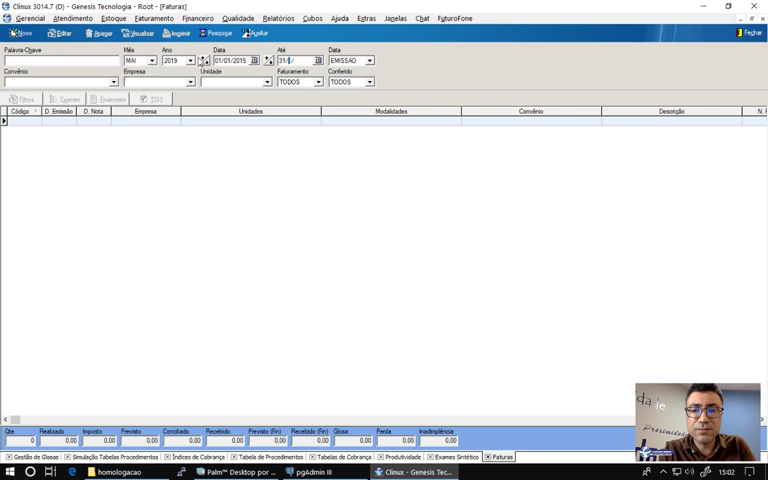 Clinux 3014.7 (D) - Genesis Tecnologia - Root - [Faturas]
Gerencial Atendimento Estoque Faturamento Financeiro Qualidade Relatórios Cubos Ajuda Extras Janelas Chat FuturoFone
Novo Editar Apagar Visualizar Imprimir Pesquisar Auxiliar Fechar
Palavra-Chave Mês Ano Data Até Data
MAI 2019 01/01/2015 31/ / EMISSAO
Convênio Empresa Unidade Faturamento Conferido
TODOS TODOS
Filtros Exames Financeiro TISS
Código D. Emissão D. Nota Empresa Unidades Modalidades Convênio Descrição N.
Qte Realizado Imposto Previsto Conciliado Recebido Previsto (Fin) Recebido (Fin) Glosa Perda Inadimplência
0 0,00 0,00 0,00 0,00 0,00 0,00 0,00 0,00 0,00 0,00
Gestão de Glosas Simulação Tabelas Procedimentos Índices de Cobrança Tabela de Procedimentos Tabelas de Cobrança Produtividade Exames Sintético Faturas
homologacao Palm™ Desktop por ... pgAdmin III Clinux - Genesis Tec... 15:02
da ie
Proximidade